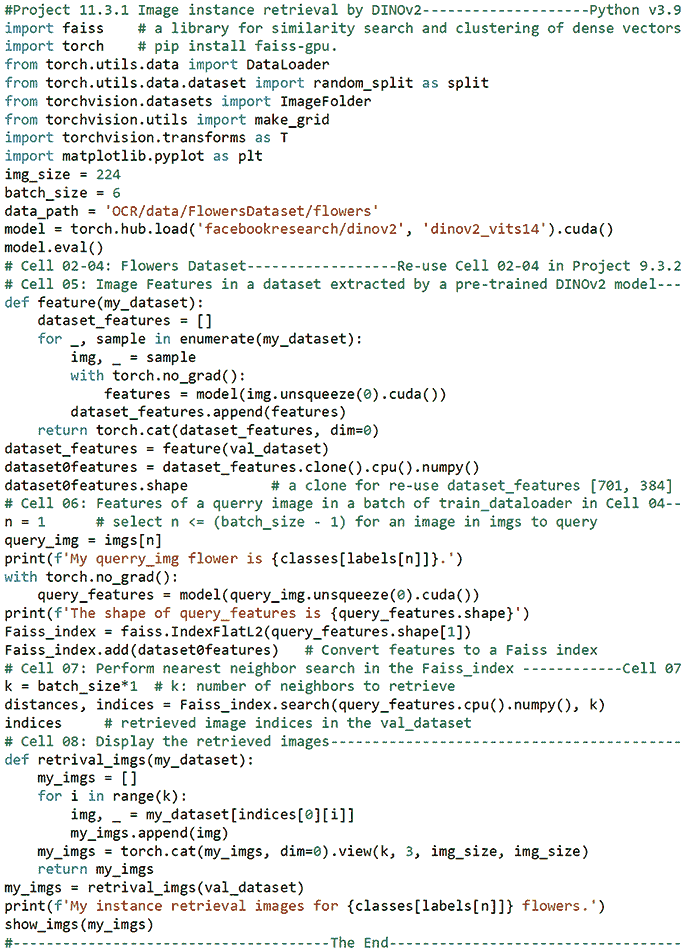 #Project 11.3.1 Image instance retrieval by DINOv2--------------------Python v3.9
import faiss    # a library for similarity search and clustering of dense vectors
import torch    # pip install faiss-gpu.
from torch.utils.data import DataLoader
from torch.utils.data.dataset import random_split as split
from torchvision.datasets import ImageFolder
from torchvision.utils import make_grid
import torchvision.transforms as T
import matplotlib.pyplot as plt
img_size = 224
batch_size = 6
data_path = 'OCR/data/FlowersDataset/flowers'
model = torch.hub.load('facebookresearch/dinov2', 'dinov2_vits14').cuda()
model.eval()
# Cell 02-04: Flowers Dataset------------------Re-use Cell 02-04 in Project 9.3.2
# Cell 05: Image Features in a dataset extracted by a pre-trained DINOv2 model---
def feature(my_dataset):
    dataset_features = []
    for _, sample in enumerate(my_dataset):
        img, _ = sample
        with torch.no_grad():
            features = model(img.unsqueeze(0).cuda())
        dataset_features.append(features)
    return torch.cat(dataset_features, dim=0)
dataset_features = feature(val_dataset)
dataset0features = dataset_features.clone().cpu().numpy()
dataset0features.shape          # a clone for re-use dataset_features [701, 384]
# Cell 06: Features of a querry image in a batch of train_dataloader in Cell 04--
n = 1      # select n <= (batch_size - 1) for an image in imgs to query
query_img = imgs[n]
print(f'My querry_img flower is {classes[labels[n]]}.')
with torch.no_grad():
    query_features = model(query_img.unsqueeze(0).cuda())
print(f'The shape of query_features is {query_features.shape}')
Faiss_index = faiss.IndexFlatL2(query_features.shape[1])
Faiss_index.add(dataset0features)   # Convert features to a Faiss index
# Cell 07: Perform nearest neighbor search in the Faiss_index ------------Cell 07
k = batch_size*1  # k: number of neighbors to retrieve
distances, indices = Faiss_index.search(query_features.cpu().numpy(), k)
indices     # retrieved image indices in the val_dataset
# Cell 08: Display the retrieved images------------------------------------------
def retrival_imgs(my_dataset):
    my_imgs = []
    for i in range(k):
        img, _ = my_dataset[indices[0][i]]
        my_imgs.append(img)
    my_imgs = torch.cat(my_imgs, dim=0).view(k, 3, img_size, img_size)
    return my_imgs
my_imgs = retrival_imgs(val_dataset)
print(f'My instance retrieval images for {classes[labels[n]]} flowers.')
show_imgs(my_imgs)
#--------------------------------------The End-----------------------------------